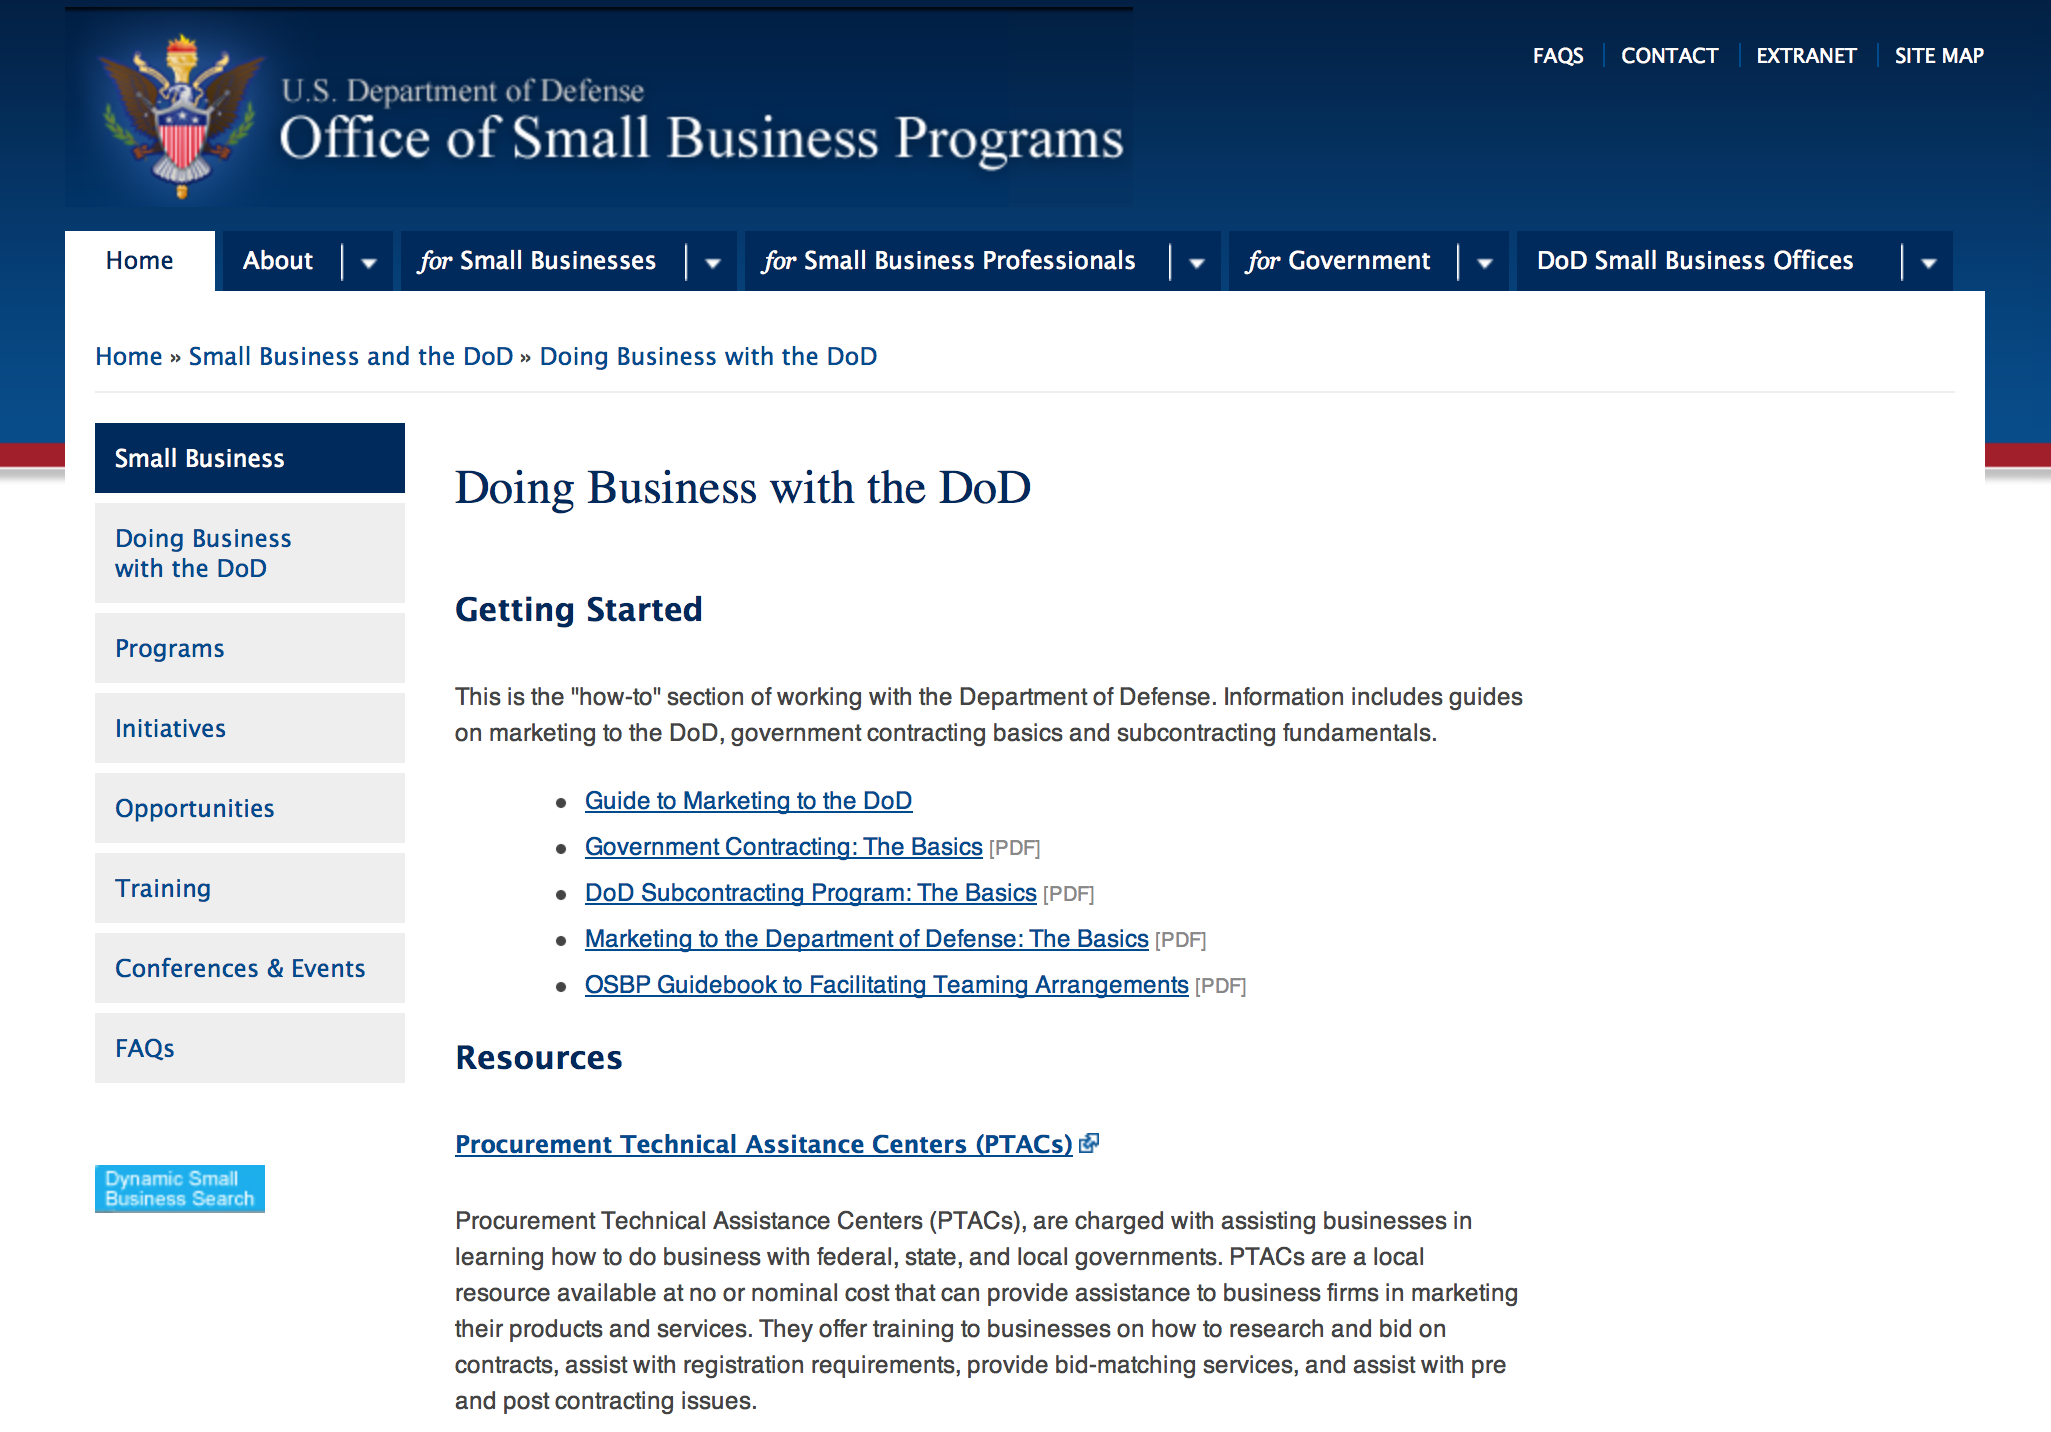 FAQS
CONTACT
EXTRANET
SITE MAP
U.S. Department of Defense
Office of Small Business Programs
Home
About
for Small Businesses
for Small Business Professionals
for Government
DoD Small Business Offices
Home » Small Business and the DoD » Doing Business with the DoD
Small Business
Doing Business
with the DoD
Programs
Initiatives
Opportunities
Training
Conferences & Events
FAQs
Dynamic Small
Business Search
Doing Business with the DoD
Getting Started
This is the "how-to" section of working with the Department of Defense. Information includes guides
on marketing to the DoD, government contracting basics and subcontracting fundamentals.
• Guide to Marketing to the DoD
• Government Contracting: The Basics [PDF]
• DoD Subcontracting Program: The Basics [PDF]
• Marketing to the Department of Defense: The Basics [PDF]
• OSBP Guidebook to Facilitating Teaming Arrangements [PDF]
Resources
Procurement Technical Assitance Centers (PTACs)
Procurement Technical Assistance Centers (PTACs), are charged with assisting businesses in
learning how to do business with federal, state, and local governments. PTACs are a local
resource available at no or nominal cost that can provide assistance to business firms in marketing
their products and services. They offer training to businesses on how to research and bid on
contracts, assist with registration requirements, provide bid-matching services, and assist with pre
and post contracting issues.